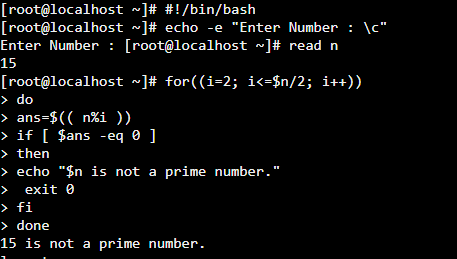 [root@localhost ~]# #!/bin/bash
[root@localhost ~]# echo -e "Enter Number : \c"
Enter Number : [root@localhost ~]# read n
15
[root@localhost ~]# for((i=2; i<=$n/2; i++))
> do
> ans=$(( n%i ))
> if [ $ans -eq 0 ]
> then
> echo "$n is not a prime number."
>  exit 0
> fi
> done
15 is not a prime number.